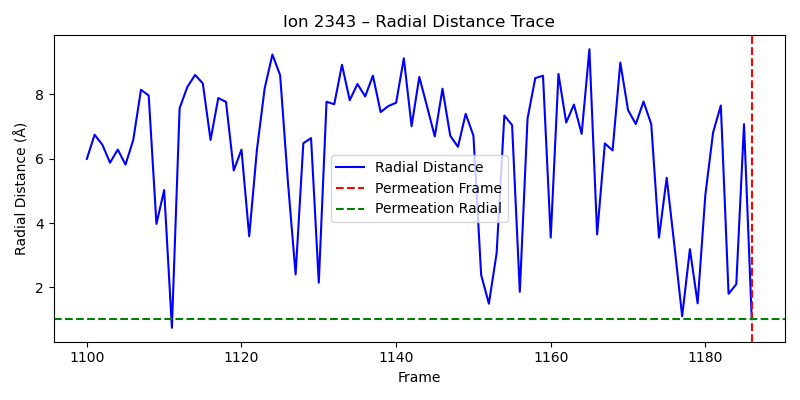 Ion 2343 – Radial Distance Trace
Radial Distance (Å)
8
6
4
2
Radial Distance
Permeation Frame
Permeation Radial
1100 1120 1140 1160 1180
Frame